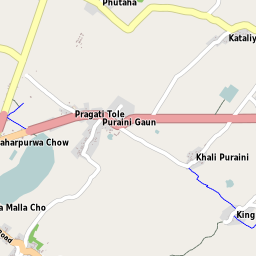 Phutaha
Kataliy
Pragati Tole
Puraini Gaun
aharpurwa Chow
Khali Puraini
a Malla Cho
King
Road